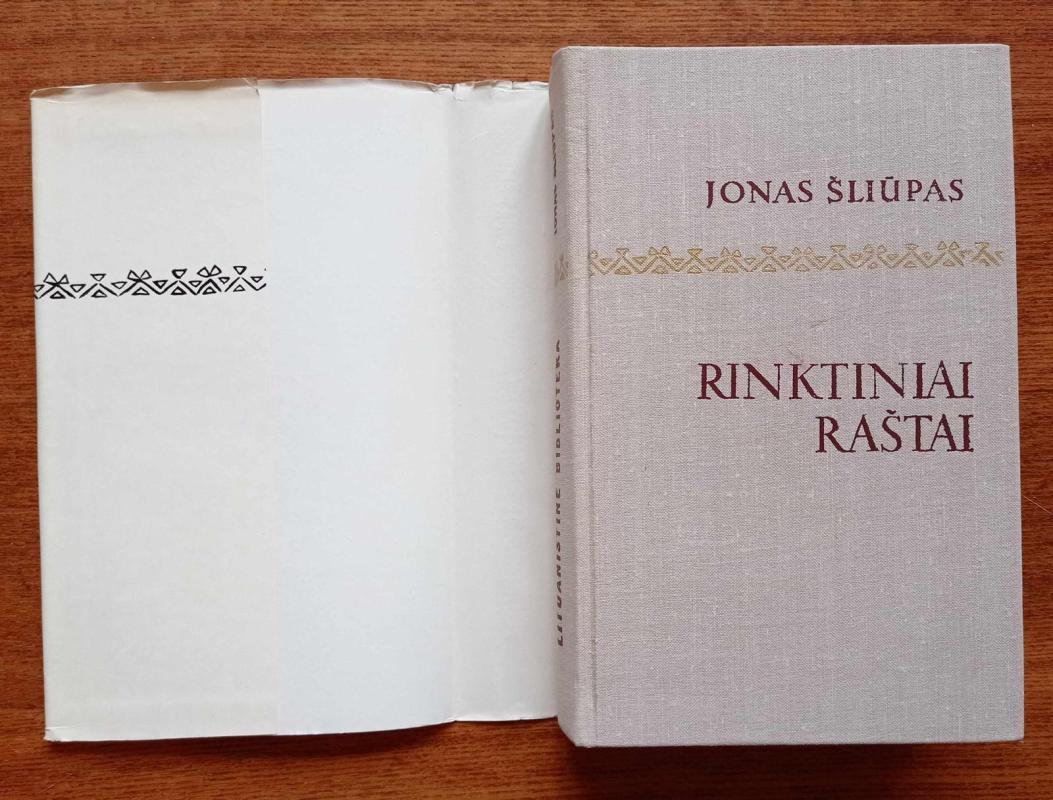 JONAS ŠLIŪPAS
RINKTINIAI
RAŠTAI
LITUANISTINĖ BIBLIOTEKA